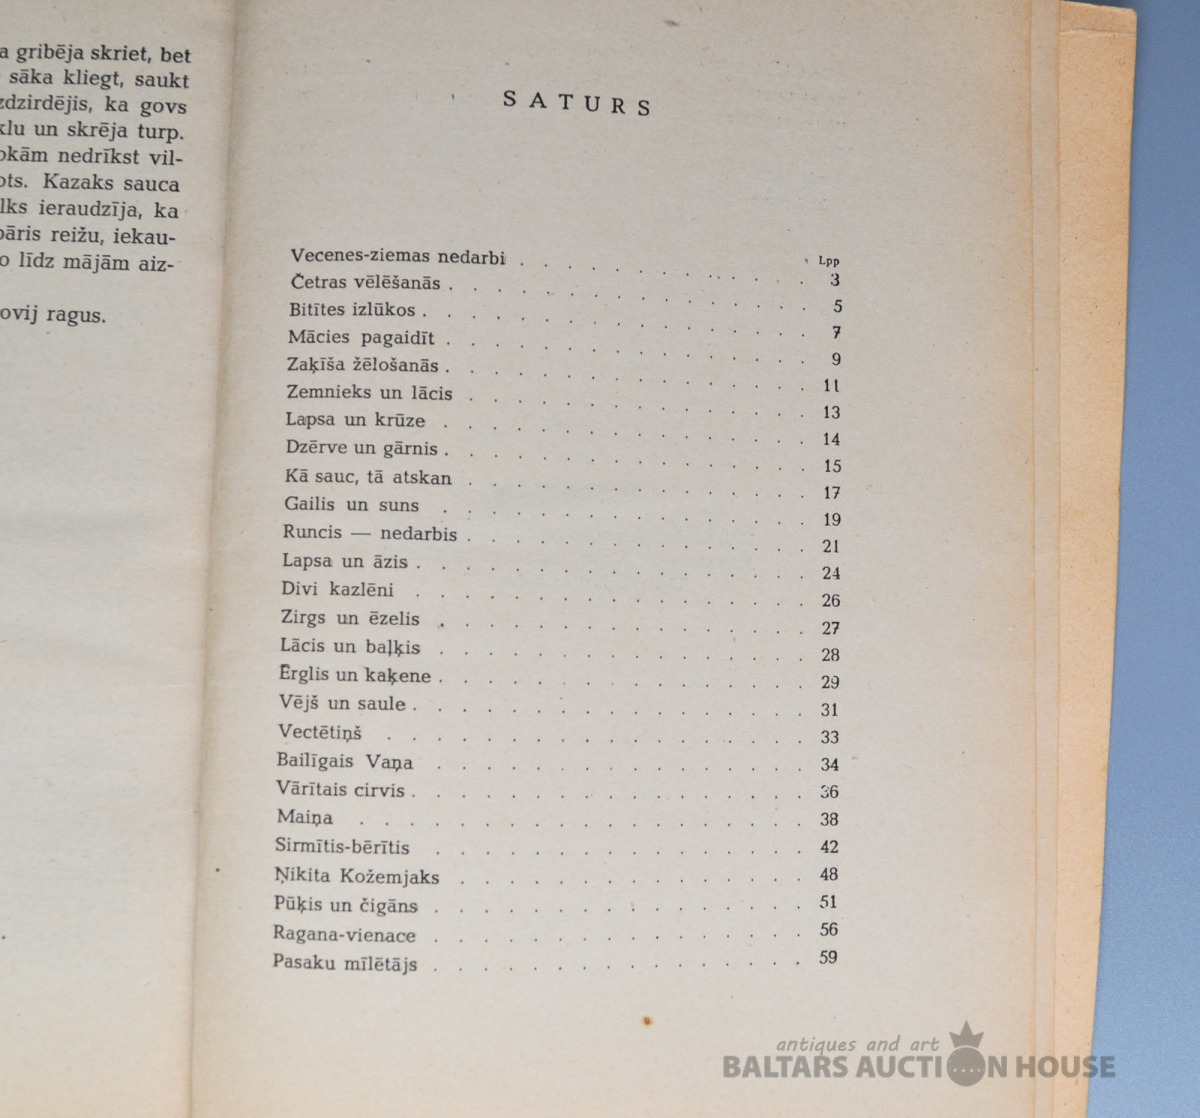 a gribēja skriet, bet
sāka kliegt, saukt
zdzirdējis, ka govs
klu un skrēja turp.
okām nedrīkst vil-
ots. Kazaks sauca
lks ieraudzīja, ka
pāris reižu, iekau-
o līdz mājām aiz-
ovij ragus.
SATURS
Lpp
Vecenes-ziemas nedarbi . . . . . . . . 3
Četras vēlēšanās . . . . . . . . 5
Bitītes izlūkos . . . . . . . . 7
Mācies pagaidīt . . . . . . . . 9
Zaķīša žēlošanās . . . . . . . . 11
Zemnieks un lācis . . . . . . . . 13
Lapsa un krūze . . . . . . . . 14
Dzērve un gārnis . . . . . . . . 15
Kā sauc, tā atskan . . . . . . . . 17
Gailis un suns . . . . . . . . 19
Runcis — nedarbis . . . . . . . . 21
Lapsa un āzis . . . . . . . . 24
Divi kazlēni . . . . . . . . 26
Zirgs un ēzelis . . . . . . . . 27
Lācis un baļķis . . . . . . . . 28
Ērglis un kaķene . . . . . . . . 29
Vējš un saule . . . . . . . . 31
Vectētiņš . . . . . . . . 33
Bailīgais Vaņa . . . . . . . . 34
Vārītais cirvis . . . . . . . . 36
Maiņa . . . . . . . . 38
Sirmītis-bērītis . . . . . . . . 42
Ņikita Kožemjaks . . . . . . . . 48
Pūķis un čigāns . . . . . . . . 51
Ragana-vienace . . . . . . . . 56
Pasaku mīlētājs . . . . . . . . 59
antiques and art
BALTARS AUCTION HOUSE